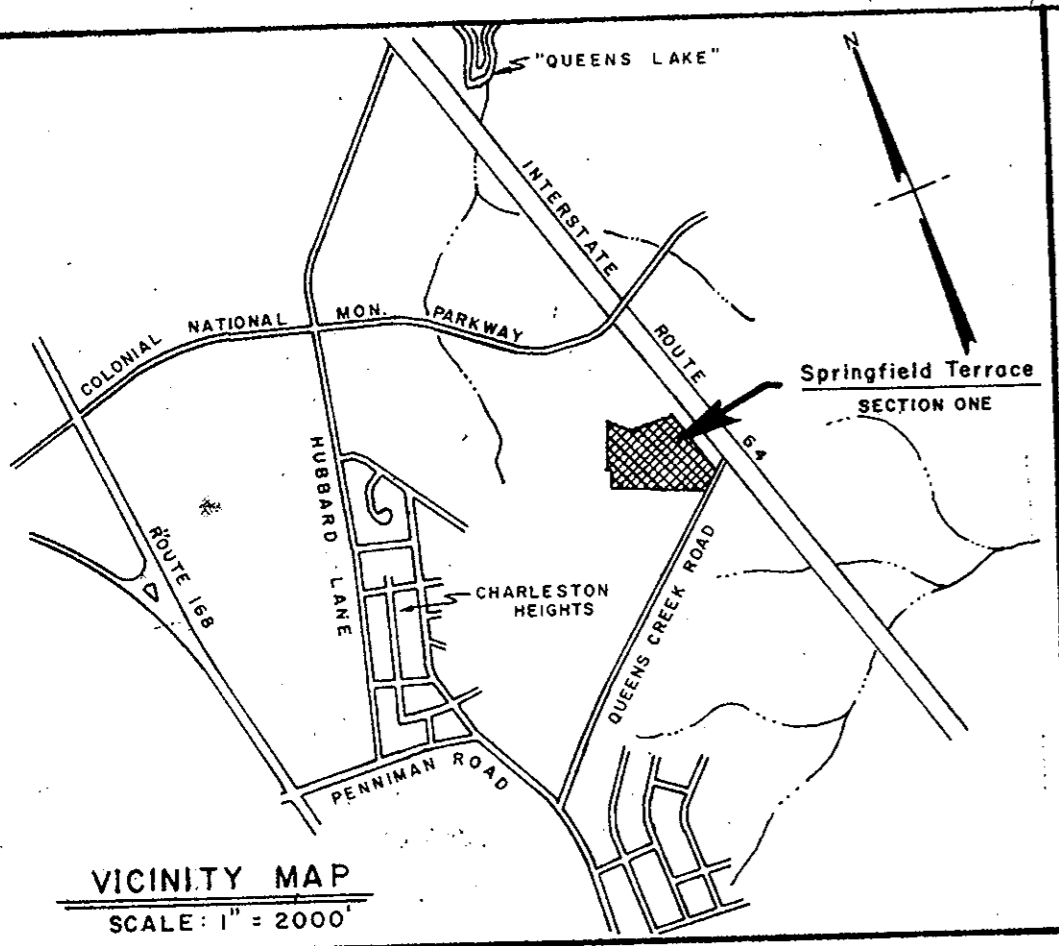 "QUEENS LAKE"
N
INTERSTATE ROUTE 64
COLONIAL NATIONAL MON. PARKWAY
Springfield Terrace
SECTION ONE
HUBBARD LANE
ROUTE 168
CHARLESTON
HEIGHTS
QUEENS CREEK ROAD
PENNIMAN ROAD
VICINITY MAP
SCALE: 1" = 2000'